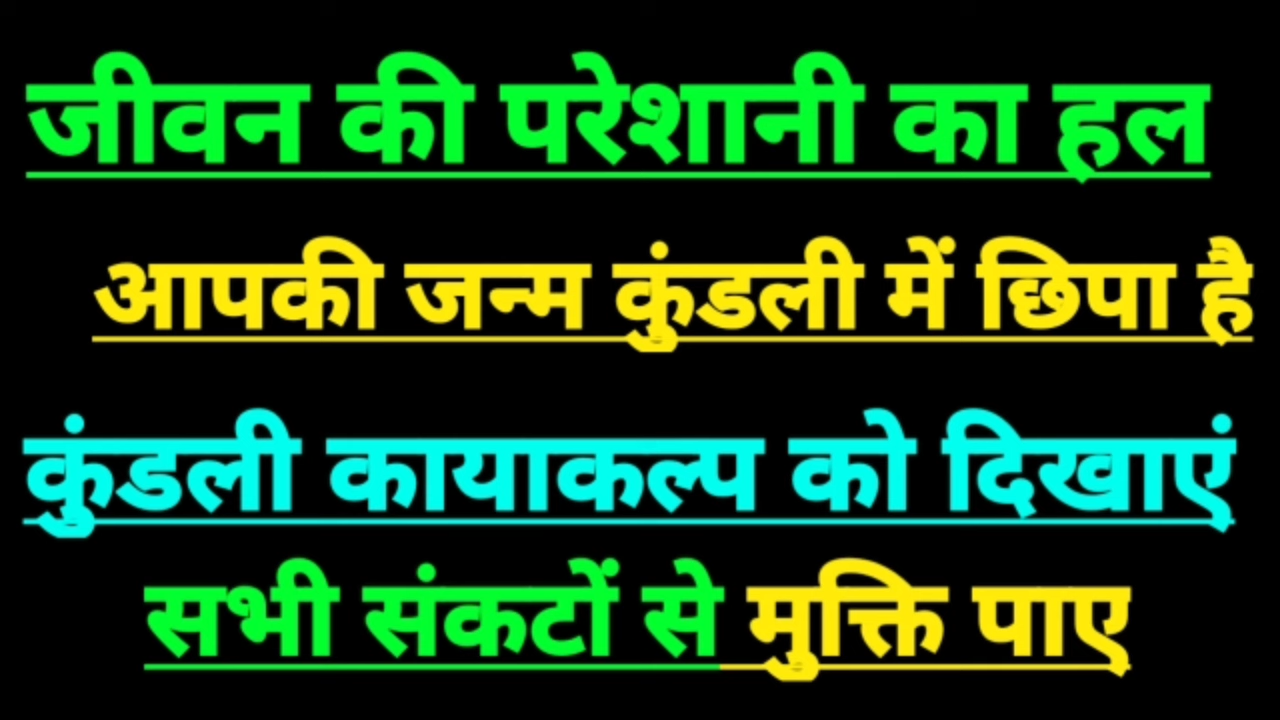 जीवन की परेशानी का हल
आपकी जन्म कुंडली में छिपा है
कुंडली कायाकल्प को दिखाएं
सभी संकटों से मुक्ति पाए